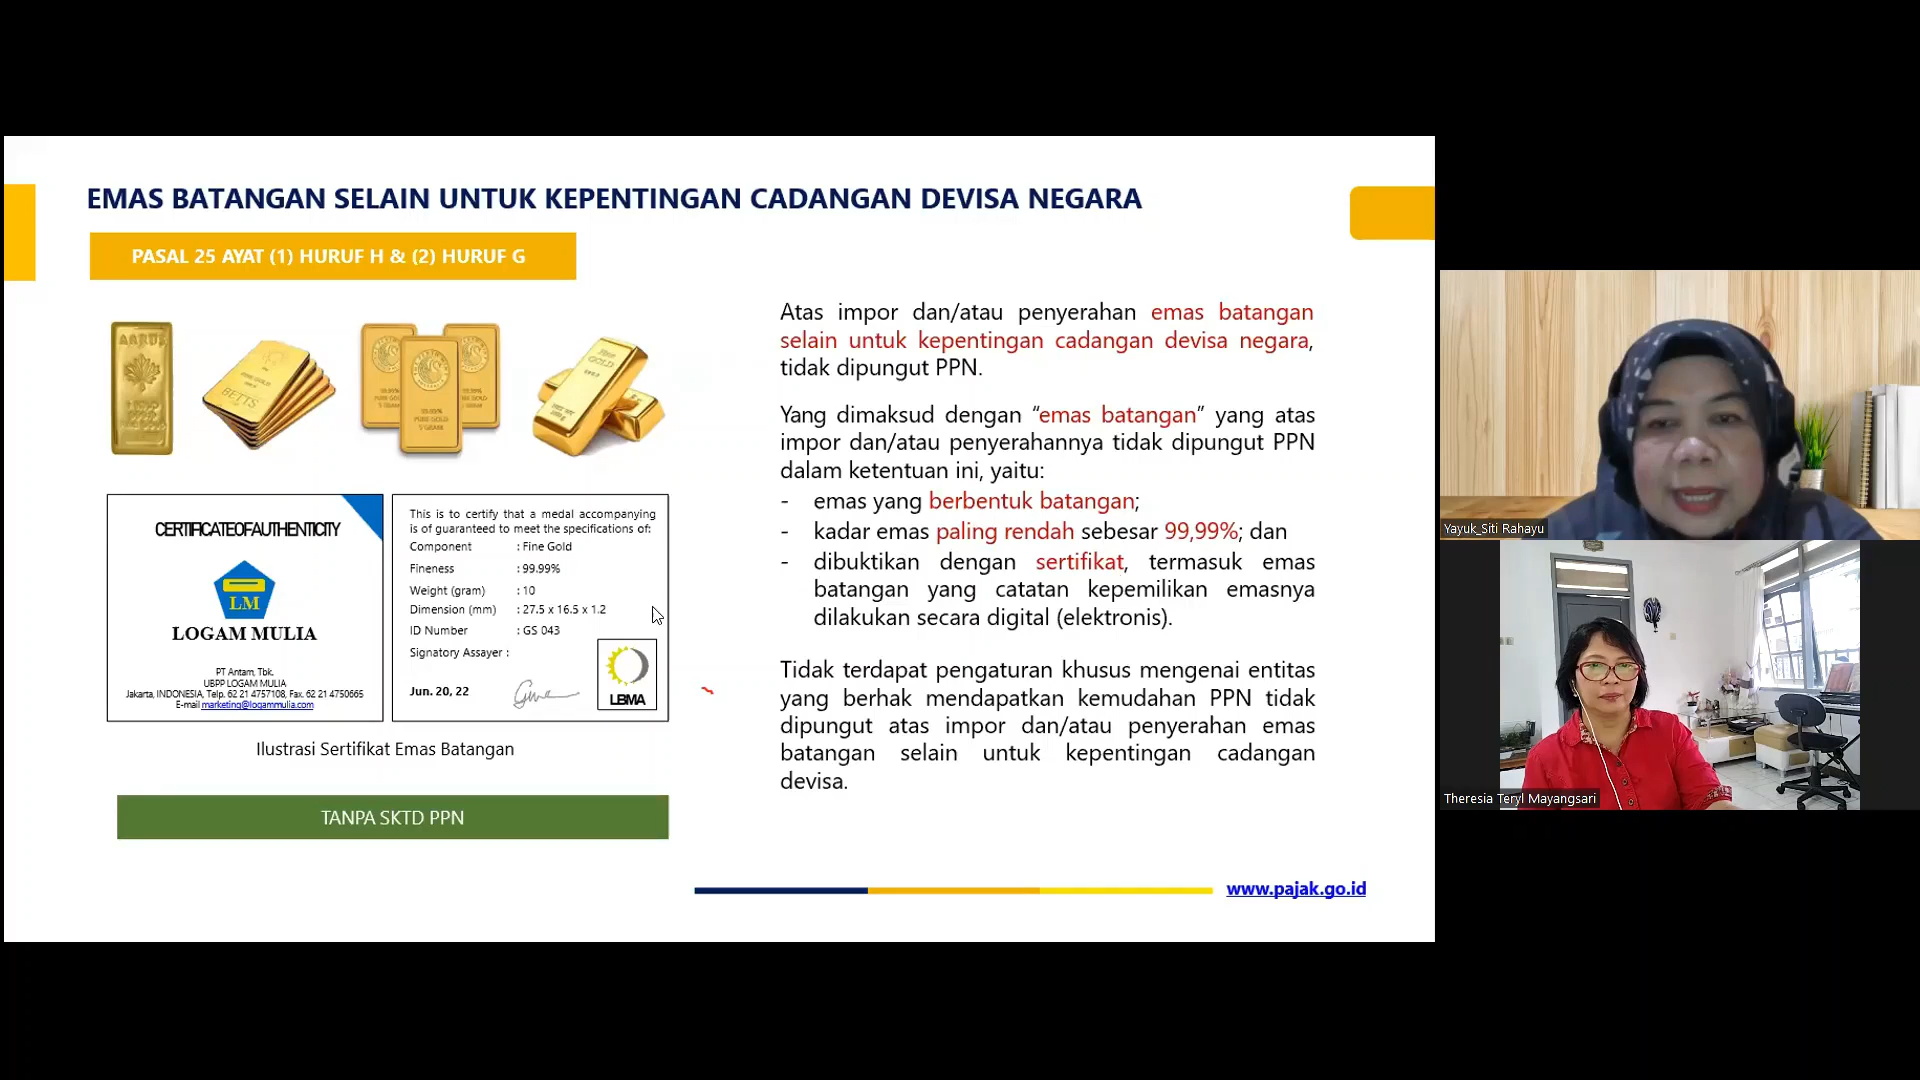 EMAS BATANGAN SELAIN UNTUK KEPENTINGAN CADANGAN DEVISA NEGARA
PASAL 25 AYAT (1) HURUF H & (2) HURUF G
Atas impor dan/atau penyerahan emas batangan
selain untuk kepentingan cadangan devisa negara,
tidak dipungut PPN.
Yang dimaksud dengan “emas batangan” yang atas
impor dan/atau penyerahannya tidak dipungut PPN
dalam ketentuan ini, yaitu:
- emas yang berbentuk batangan;
- kadar emas paling rendah sebesar 99,99%; dan
- dibuktikan dengan sertifikat, termasuk emas
batangan yang catatan kepemilikan emasnya
dilakukan secara digital (elektronis).
Tidak terdapat pengaturan khusus mengenai entitas
yang berhak mendapatkan kemudahan PPN tidak
dipungut atas impor dan/atau penyerahan emas
batangan selain untuk kepentingan cadangan
devisa.
CERTIFICATE OF AUTHENTICITY
LM
LOGAM MULIA
PT Antam, Tbk.
UBPP LOGAM MULIA
Jakarta, INDONESIA, Telp. 62 21 4757108, Fax. 62 21 4750665
E-mail marketing@logammulia.com
This is to certify that a medal accompanying
is of guaranteed to meet the specifications of:
Component : Fine Gold
Fineness : 99.99%
Weight (gram) : 10
Dimension (mm) : 27.5 x 16.5 x 1.2
ID Number : GS 043
Signatory Assayer :
Jun. 20, 22
LBMA
Ilustrasi Sertifikat Emas Batangan
TANPA SKTD PPN
www.pajak.go.id
Yayuk_Siti Rahayu
Theresia Teryl Mayangsari